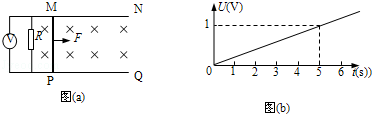 M N
V R F
P Q
图(a)
U(V)
1
0 1 2 3 4 5 6 t(s))
图(b)